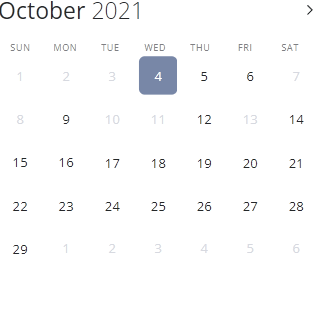 October 2021
SUN MON TUE WED THU FRI SAT
1 2 3 4 5 6 7
8 9 10 11 12 13 14
15 16 17 18 19 20 21
22 23 24 25 26 27 28
29 1 2 3 4 5 6